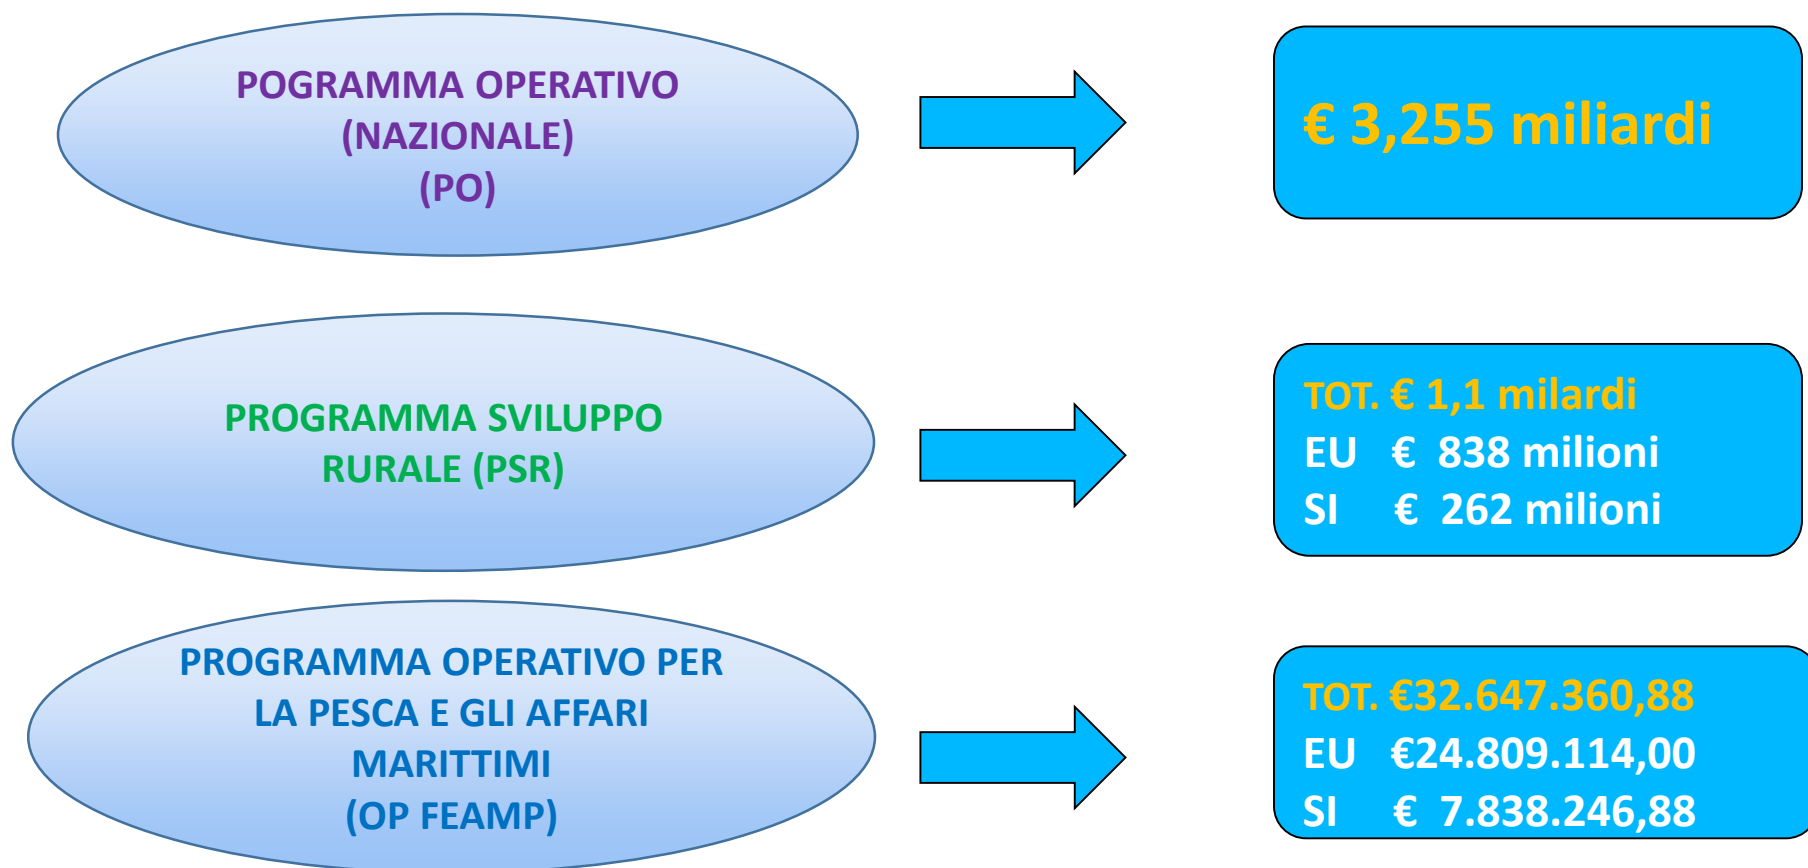 POGRAMMA OPERATIVO
(NAZIONALE)
(PO)
€ 3,255 miliardi
PROGRAMMA SVILUPPO
RURALE (PSR)
TOT. € 1,1 milardi
EU € 838 milioni
SI € 262 milioni
PROGRAMMA OPERATIVO PER
LA PESCA E GLI AFFARI
MARITTIMI
(OP FEAMP)
TOT. €32.647.360,88
EU €24.809.114,00
SI € 7.838.246,88